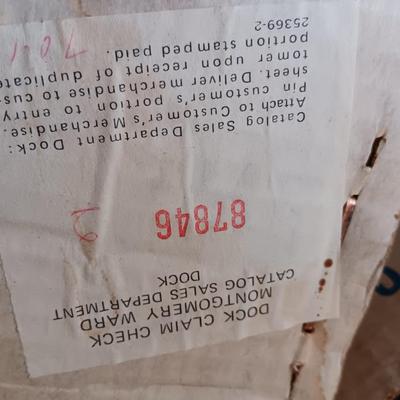 DOCK CLAIM CHECK
MONTGOMERY WARD
CATALOG SALES DEPARTMENT
DOCK
87846
Catalog Sales Department Dock:
Attach to Customer's Merchandise.
Pin customer's portion to entry
sheet. Deliver merchandise to cus-
tomer upon receipt of duplicate
portion stamped paid.
25369-2